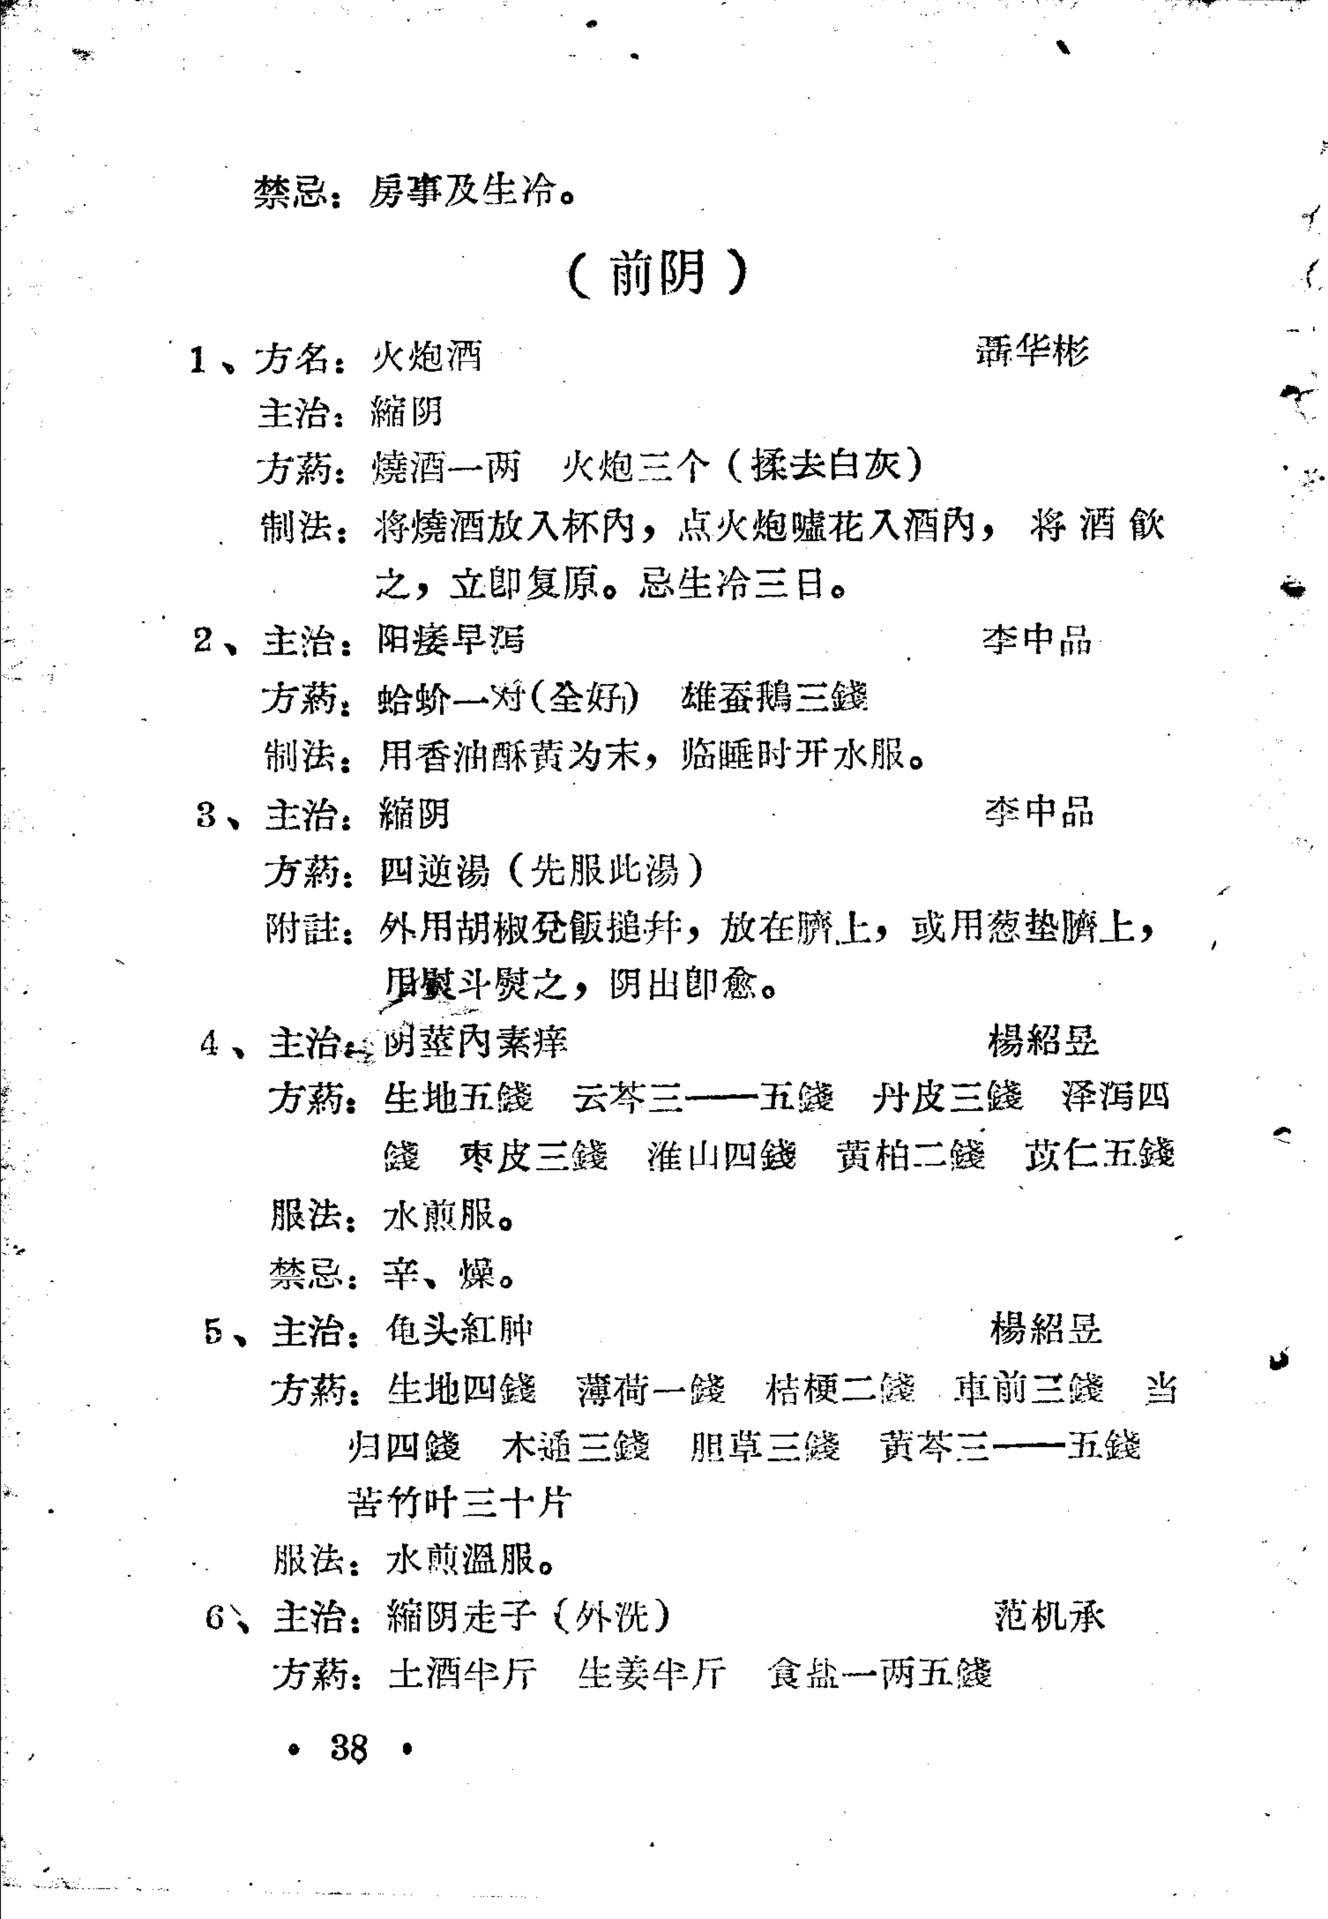 禁忌：房事及生冷。
（前阴）
1、方名：火炮酒 聶华彬
主治：縮阴
方葯：燒酒一两 火炮三个（揉去白灰）
制法：将燒酒放入杯內，点火炮嘘花入酒內，将酒飮
之，立卽复原。忌生冷三日。
2、主治：阳痿早泻 李中品
方葯：蛤蚧一对（全好） 雄蚕鵝三錢
制法：用香油酥黄为末，临睡时开水服。
3、主治：縮阴 李中品
方葯：四逆湯（先服此湯）
附註：外用胡椒兌飯搥幷，放在臍上，或用葱垫臍上，
用熨斗熨之，阴出卽愈。
4、主治：阴莖內素痒 楊紹昱
方葯：生地五錢 云芩三——五錢 丹皮三錢 泽泻四
錢 枣皮三錢 淮山四錢 黄柏二錢 苡仁五錢
服法：水煎服。
禁忌：辛、燥。
5、主治：龟头紅肿 楊紹昱
方葯：生地四錢 薄荷一錢 桔梗二錢 車前三錢 当
归四錢 木通三錢 胆草三錢 黄芩三——五錢
苦竹叶三十片
服法：水煎溫服。
6、主治：縮阴走子（外洗） 范机承
方葯：土酒半斤 生姜半斤 食盐一两五錢
• 38 •